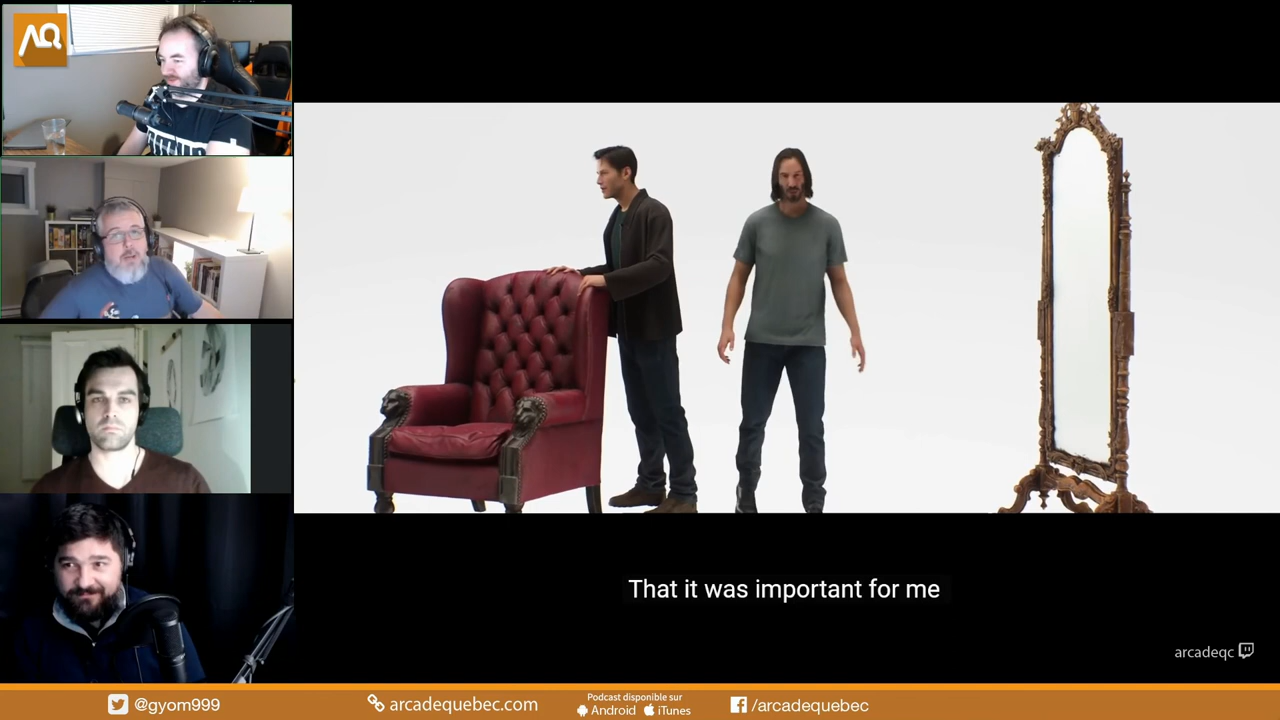 AQ
That it was important for me
arcadeqc
@gyom999
arcadequebec.com
Podcast disponible sur
Android iTunes
/arcadequebec